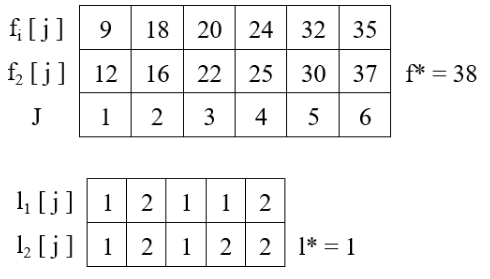 fᵢ [ j ] 9 18 20 24 32 35
f₂ [ j ] 12 16 22 25 30 37 f* = 38
J 1 2 3 4 5 6
l₁ [ j ] 1 2 1 1 2
l₂ [ j ] 1 2 1 2 2 l* = 1